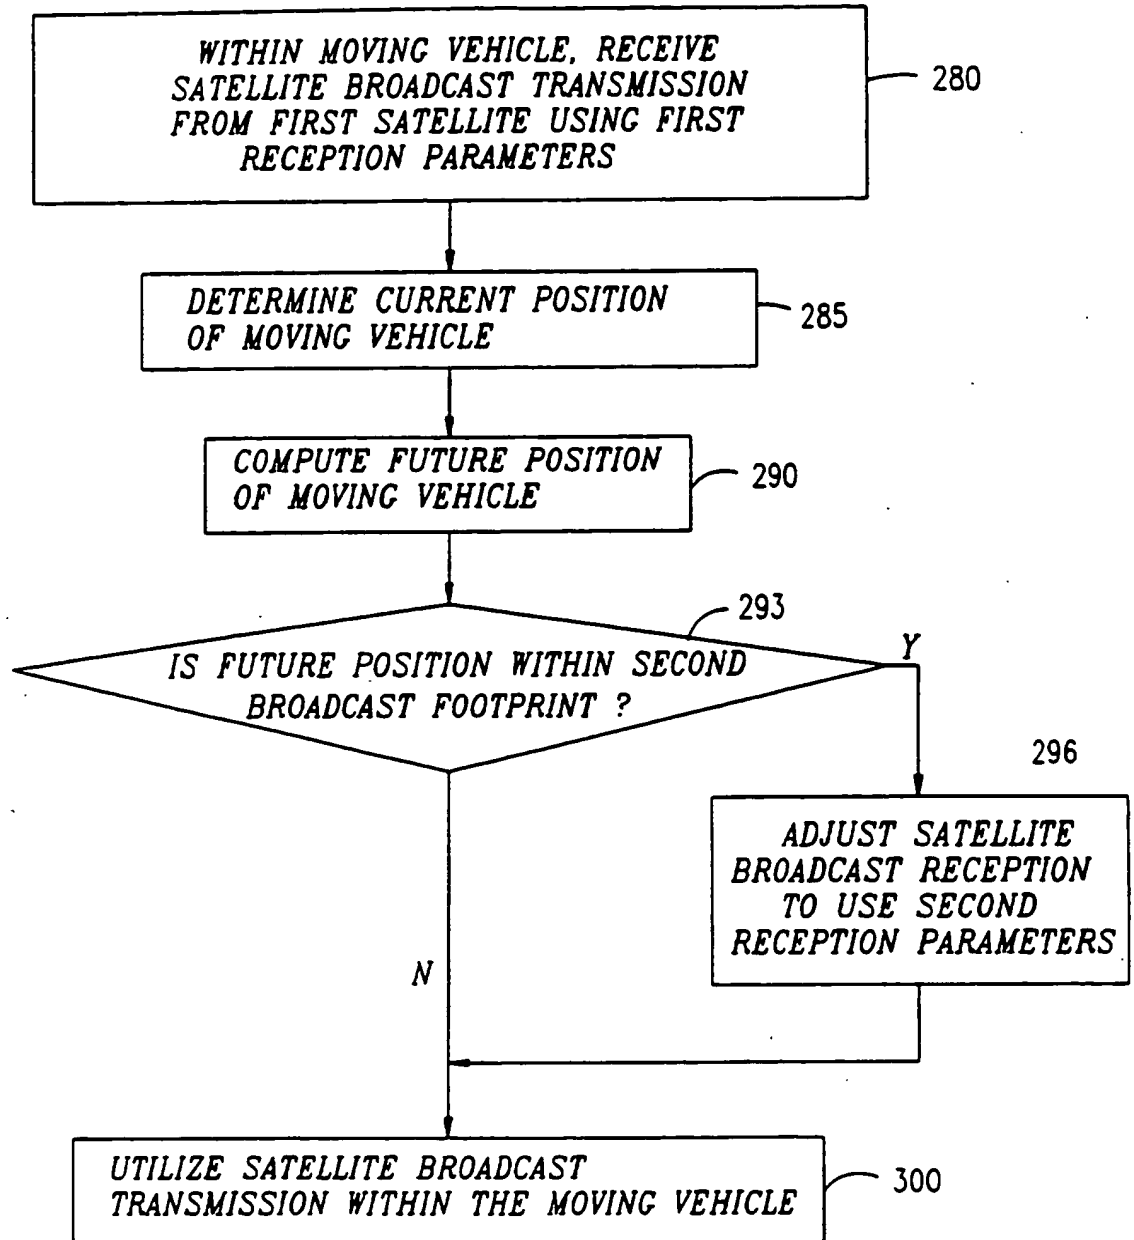 WITHIN MOVING VEHICLE, RECEIVE
SATELLITE BROADCAST TRANSMISSION
FROM FIRST SATELLITE USING FIRST
RECEPTION PARAMETERS
280
DETERMINE CURRENT POSITION
OF MOVING VEHICLE
285
COMPUTE FUTURE POSITION
OF MOVING VEHICLE
290
293
IS FUTURE POSITION WITHIN SECOND
BROADCAST FOOTPRINT ?
Y
296
ADJUST SATELLITE
BROADCAST RECEPTION
TO USE SECOND
RECEPTION PARAMETERS
N
UTILIZE SATELLITE BROADCAST
TRANSMISSION WITHIN THE MOVING VEHICLE
300